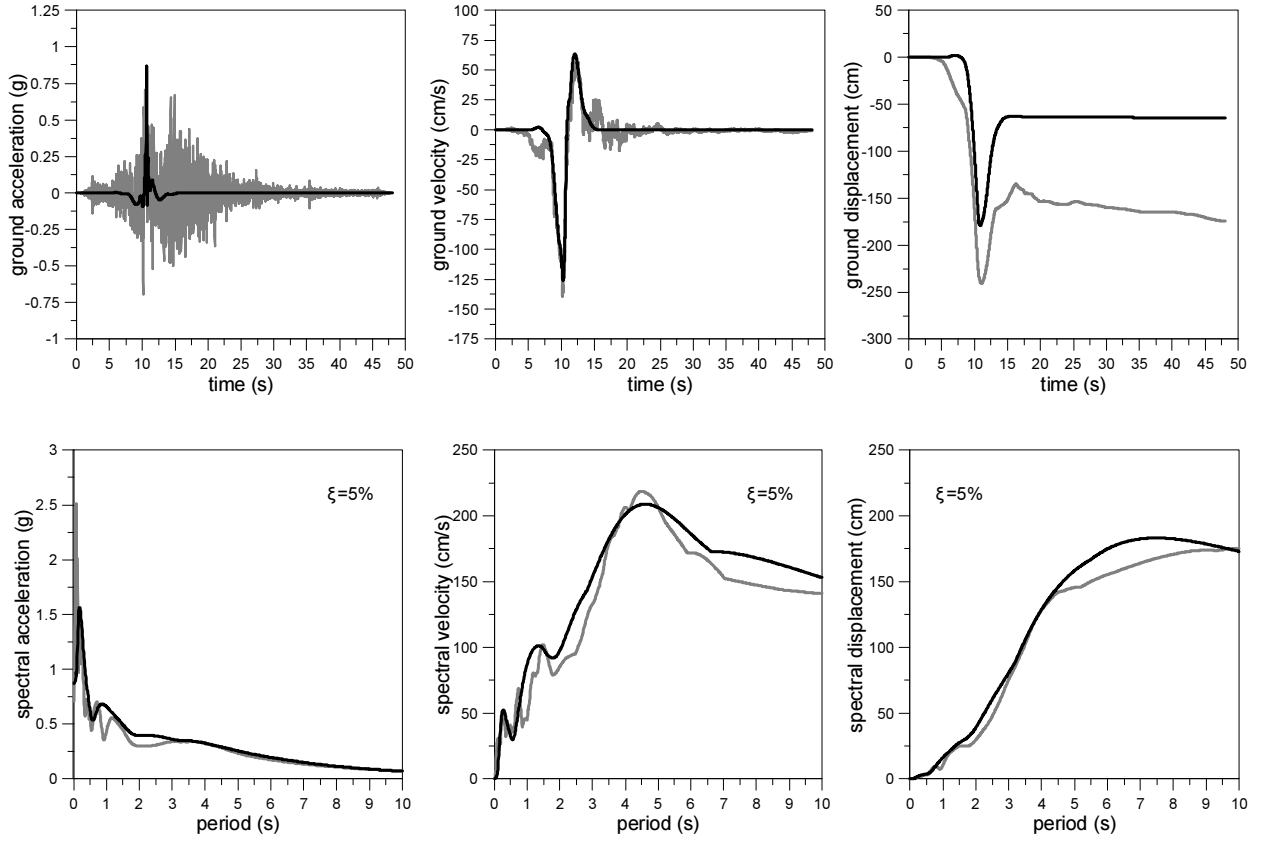 1.25
1
0.75
0.5
0.25
0
-0.25
-0.5
-0.75
-1
ground acceleration (g)
0 5 10 15 20 25 30 35 40 45 50
time (s)
100
75
50
25
0
-25
-50
-75
-100
-125
-150
-175
ground velocity (cm/s)
0 5 10 15 20 25 30 35 40 45 50
time (s)
50
0
-50
-100
-150
-200
-250
-300
ground displacement (cm)
0 5 10 15 20 25 30 35 40 45 50
time (s)
3
2.5
2
1.5
1
0.5
0
spectral acceleration (g)
ξ=5%
0 1 2 3 4 5 6 7 8 9 10
period (s)
250
200
150
100
50
0
spectral velocity (cm/s)
ξ=5%
0 1 2 3 4 5 6 7 8 9 10
period (s)
250
200
150
100
50
0
spectral displacement (cm)
ξ=5%
0 1 2 3 4 5 6 7 8 9 10
period (s)